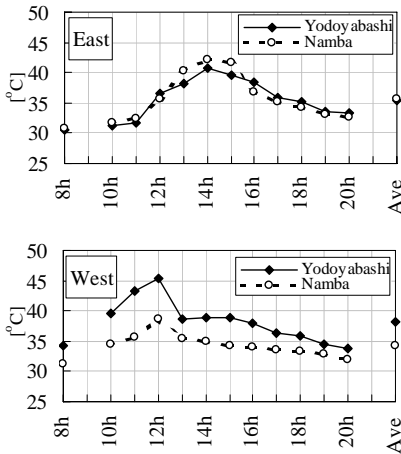 50
East
Yodoyabashi
Namba
45
40
35
30
25
[°C]
8h
10h
12h
14h
16h
18h
20h
Ave
50
West
Yodoyabashi
Namba
45
40
35
30
25
[°C]
8h
10h
12h
14h
16h
18h
20h
Ave